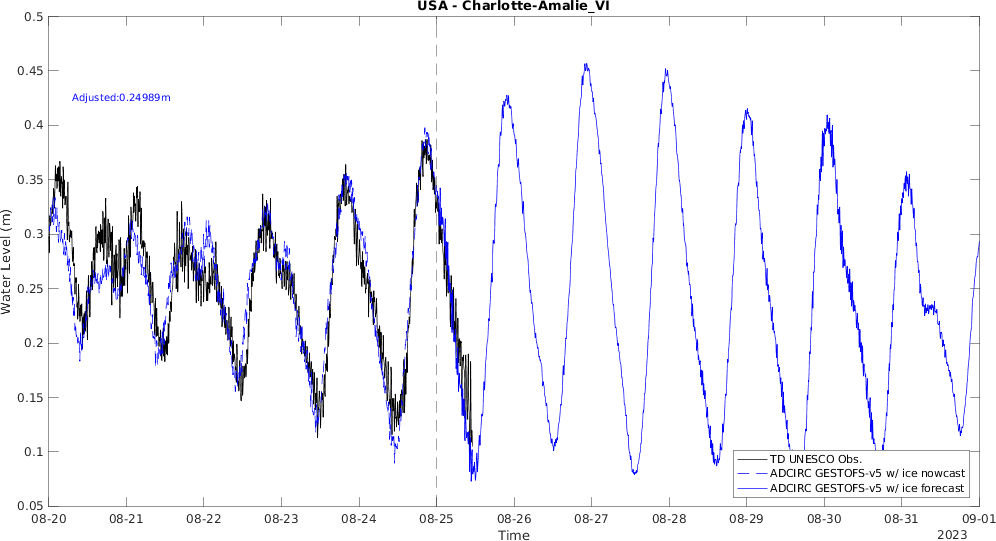 USA - Charlotte-Amalie_VI
0.5
0.45
Adjusted:0.24989m
0.4
0.35
0.3
0.25
0.2
0.15
0.1
0.05
Water Level (m)
TD UNESCO Obs.
ADCIRC GESTOFS-v5 w/ ice nowcast
ADCIRC GESTOFS-v5 w/ ice forecast
08-20 08-21 08-22 08-23 08-24 08-25 08-26 08-27 08-28 08-29 08-30 08-31 09-01
Time
2023